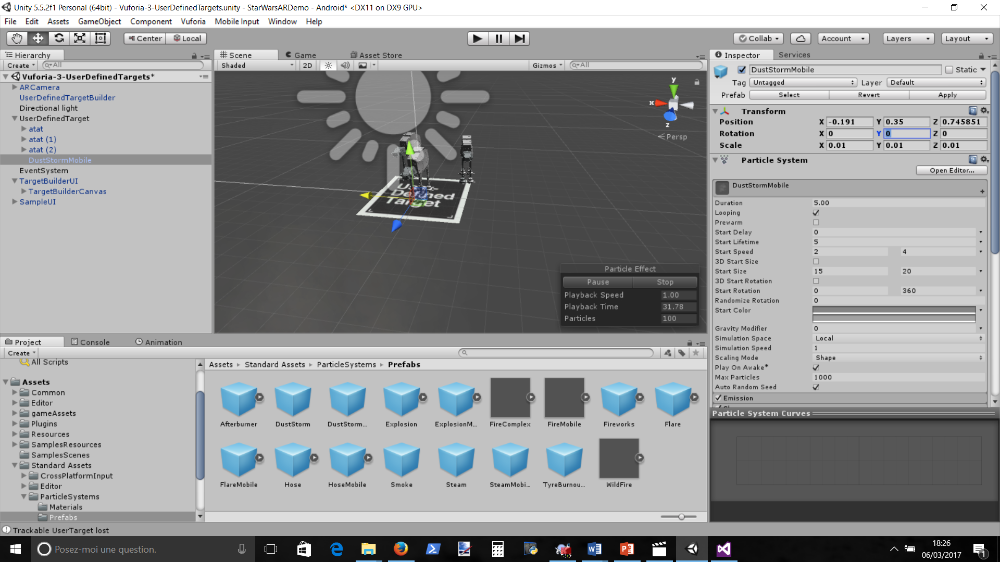 Unity 5.5.2f1 Personal (64bit) - Vuforia-3-UserDefinedTargets.unity - StarWarsARDemo - Android* <DX11 on DX9 GPU>
File Edit Assets GameObject Component Vuforia Mobile Input Window Help
Center Local Collab Account Layers Layout
Hierarchy
Create All
Vuforia-3-UserDefinedTargets*
ARCamera
UserDefinedTargetBuilder
Directional light
UserDefinedTarget
atat
atat (1)
atat (2)
DustStormMobile
EventSystem
TargetBuilderUI
TargetBuilderCanvas
SampleUI
Scene Game Asset Store
Shaded 2D Gizmos All
y
x
z
Persp
User-
Defined
Target
Particle Effect
Pause Stop
Playback Speed 1.00
Playback Time 31.78
Particles 100
Inspector Services
DustStormMobile Static
Tag Untagged Layer Default
Prefab Select Revert Apply
Transform
Position X -0.191 Y 0.35 Z 0.745851
Rotation X 0 Y 0 Z 0
Scale X 0.01 Y 0.01 Z 0.01
Particle System
Open Editor...
DustStormMobile
Duration 5.00
Looping
Prewarm
Start Delay 0
Start Lifetime 5
Start Speed 2 4
3D Start Size
Start Size 15 20
3D Start Rotation
Start Rotation 0 360
Randomize Rotation 0
Start Color
Gravity Modifier 0
Simulation Space Local
Simulation Speed 1
Scaling Mode Shape
Play On Awake*
Max Particles 1000
Auto Random Seed
Emission
Particle System Curves
Project Console Animation
Create
All Scripts
Assets
Common
Editor
gameAssets
Plugins
Resources
SamplesResources
SamplesScenes
Standard Assets
CrossPlatformInput
Editor
ParticleSystems
Materials
Prefabs
Assets Standard Assets ParticleSystems Prefabs
Afterburner DustStorm DustStorm... Explosion ExplosionM... FireComplex FireMobile Fireworks Flare
FlareMobile Hose HoseMobile Smoke Steam SteamMobi... TyreBurnou... WildFire
Trackable UserTarget lost
Posez-moi une question.
18:26
06/03/2017
1